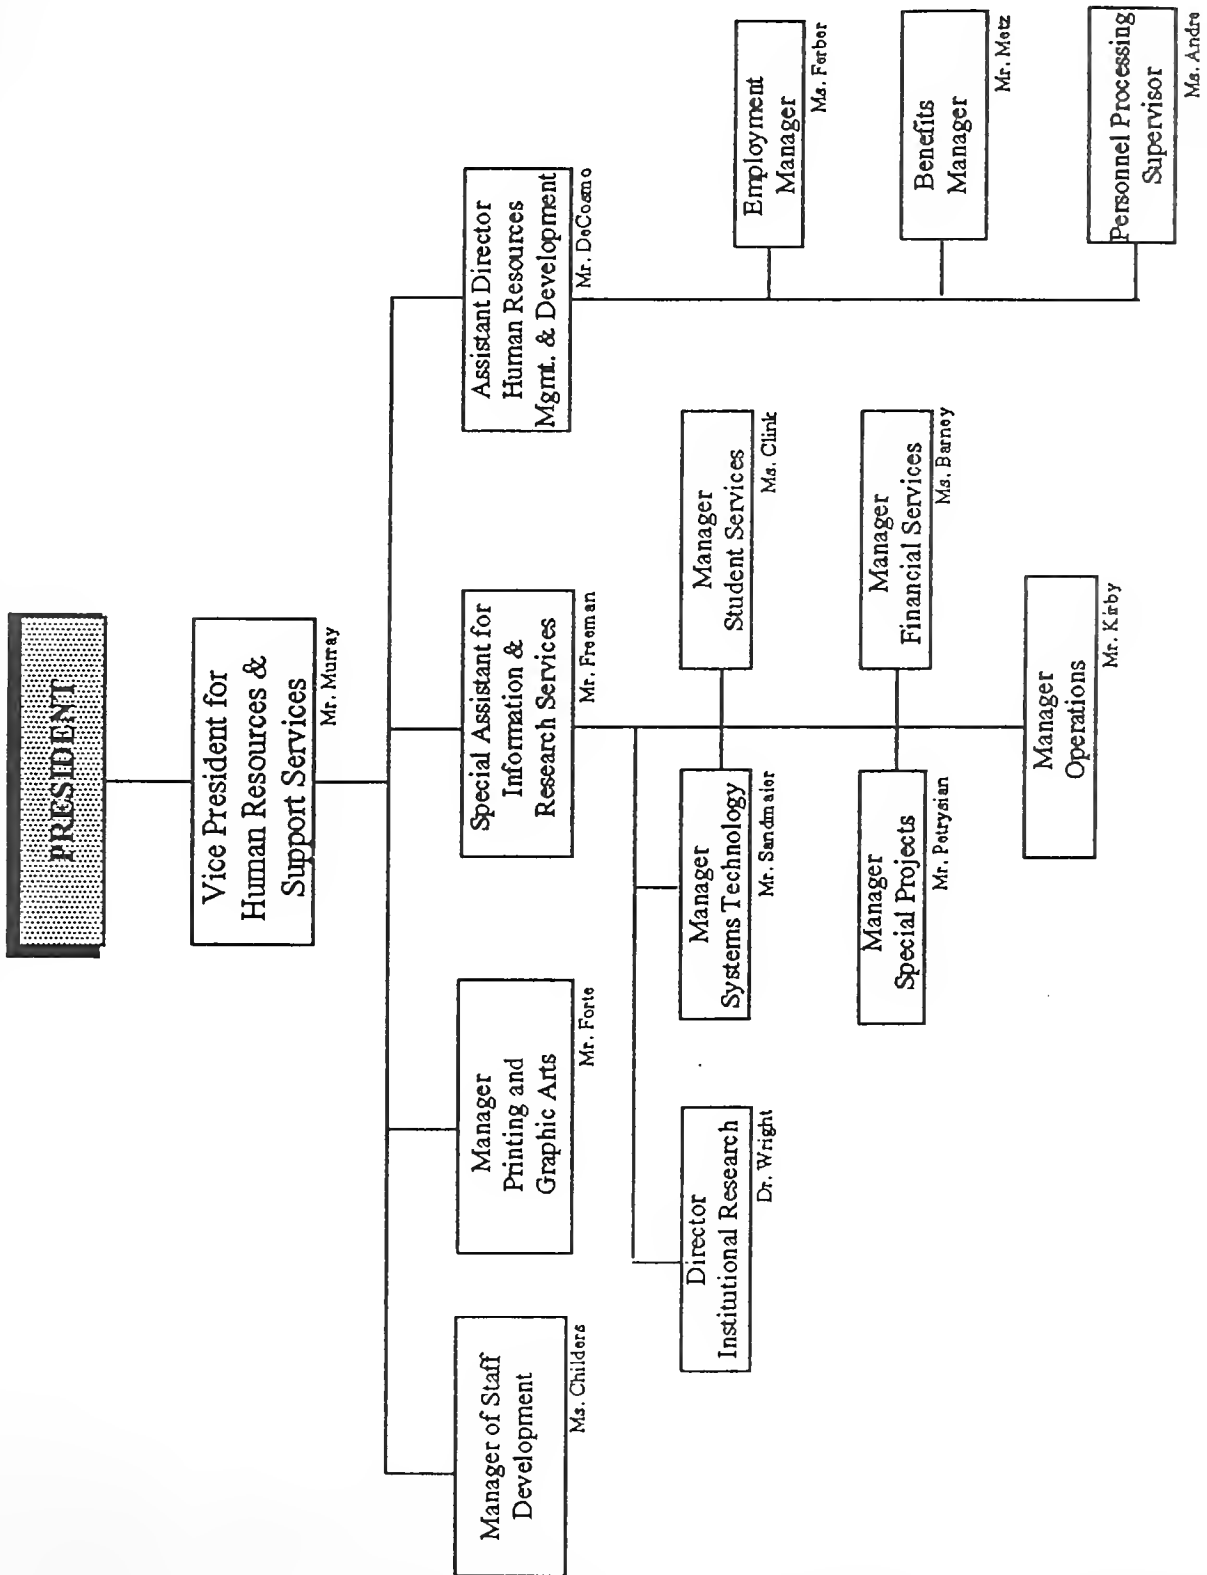 PRESIDENT
Vice President for
Human Resources &
Support Services
Mr. Murray
Manager of Staff
Development
Ms. Childers
Manager
Printing and
Graphic Arts
Mr. Forte
Special Assistant for
Information &
Research Services
Mr. Freeman
Assistant Director
Human Resources
Mgmt. & Development
Mr. DeCosmo
Director
Institutional Research
Dr. Wright
Manager
Systems Technology
Mr. Sandmaier
Manager
Student Services
Ms. Clink
Manager
Special Projects
Mr. Petrysian
Manager
Financial Services
Ms. Barney
Manager
Operations
Mr. Kirby
Employment
Manager
Ms. Ferber
Benefits
Manager
Mr. Metz
Personnel Processing
Supervisor
Ms. Andre